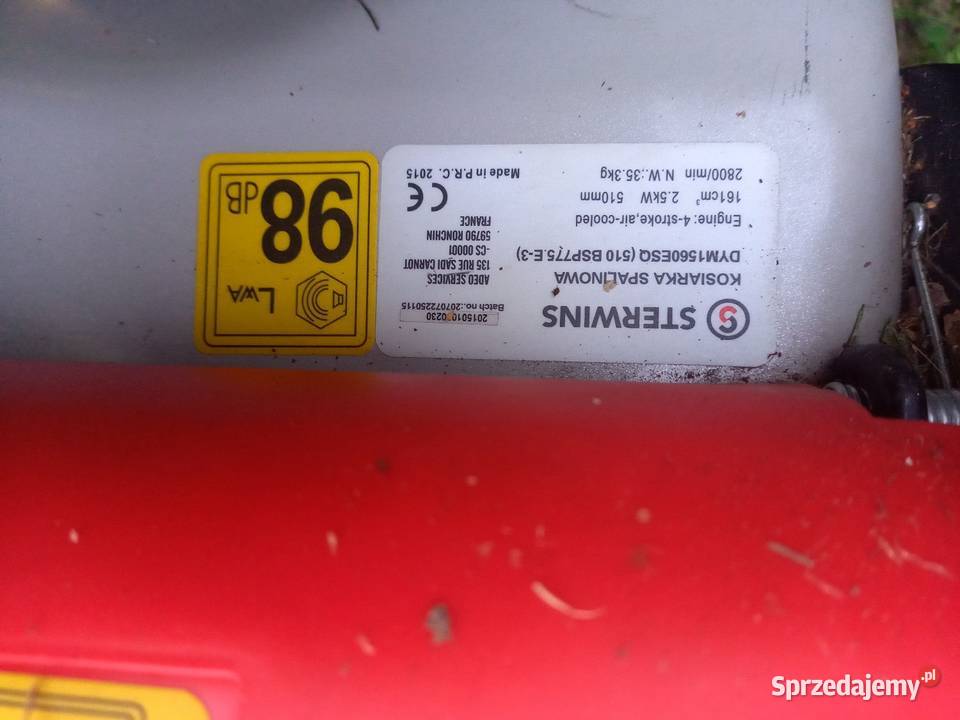 STERWINS
KOSIARKA SPALINOWA
DYM1560ESQ (510 BSP775.E-3)
Engine: 4-stroke,air-cooled
161cm³ 2.5kW 510mm
2800/min N.W.:35.3kg
Batch no.:207072250115
ADEO SERVICES
135 RUE SADI CARNOT
-CS 00001
59790 RONCHIN
FRANCE
CE
Made in P.R.C. 2015
LWA
98 dB
Sprzedajemy.pl